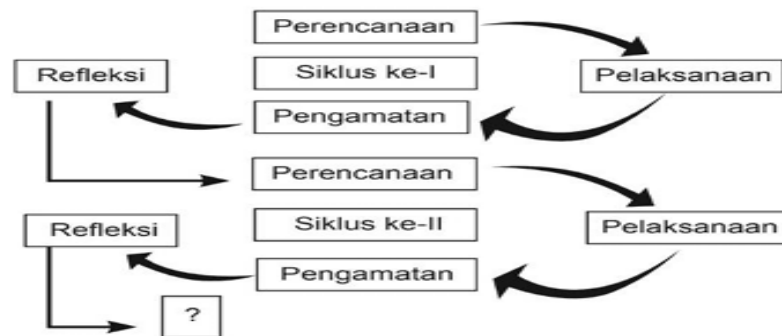 Perencanaan
Refleksi
Siklus ke-I
Pelaksanaan
Pengamatan
Perencanaan
Refleksi
Siklus ke-II
Pelaksanaan
Pengamatan
?